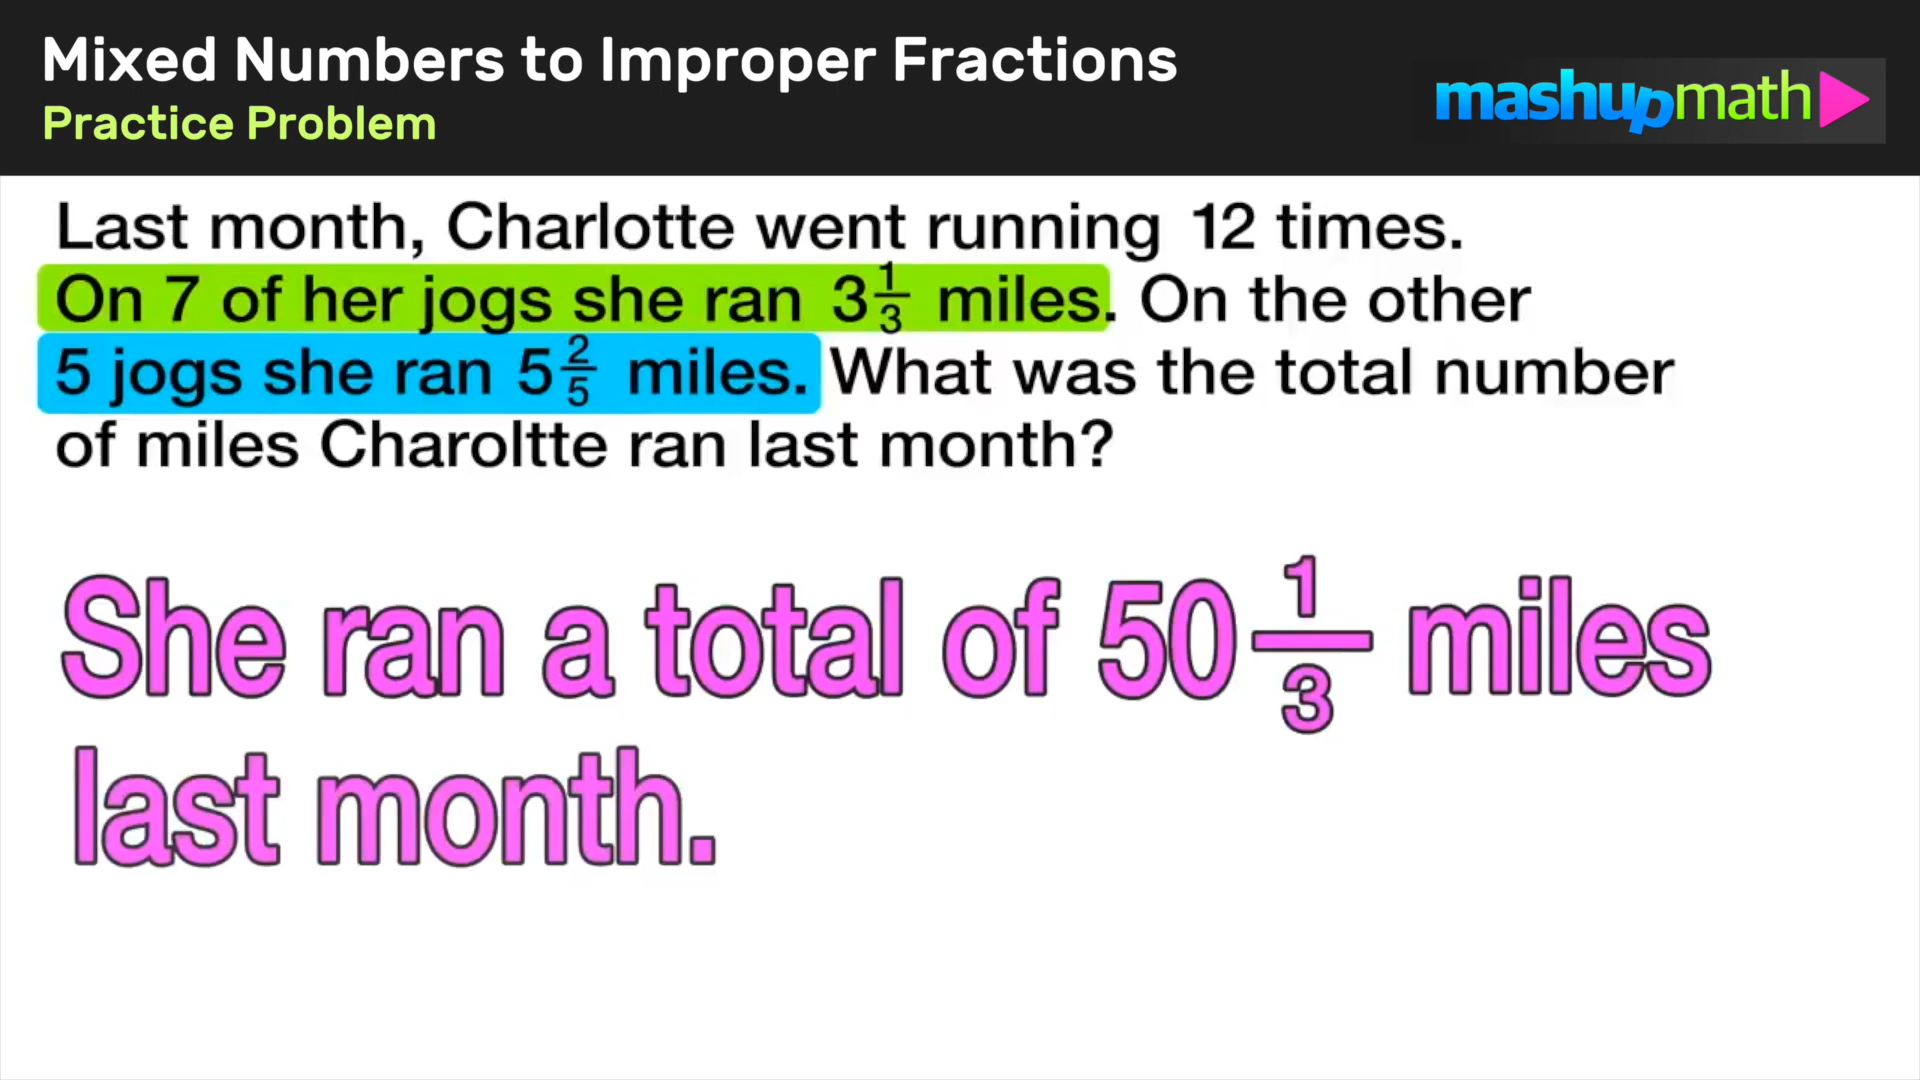 Mixed Numbers to Improper Fractions
Practice Problem
mashupmath
Last month, Charlotte went running 12 times.
On 7 of her jogs she ran 3 1/3 miles. On the other
5 jogs she ran 5 2/5 miles. What was the total number
of miles Charoltte ran last month?
She ran a total of 50 1/3 miles
last month.